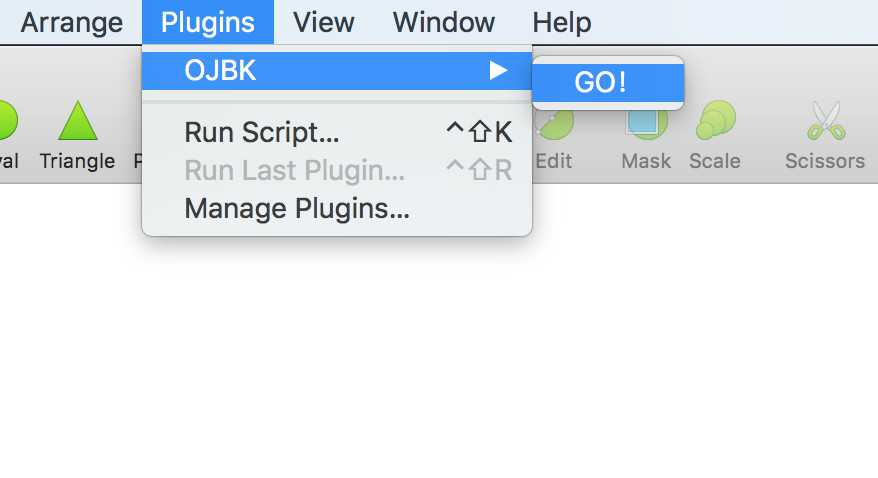 Arrange Plugins View Window Help
OJBK ▶ GO!
Run Script... ^⇧K
Run Last Plugin... ^⇧R
Manage Plugins...
Triangle Edit Mask Scale Scissors